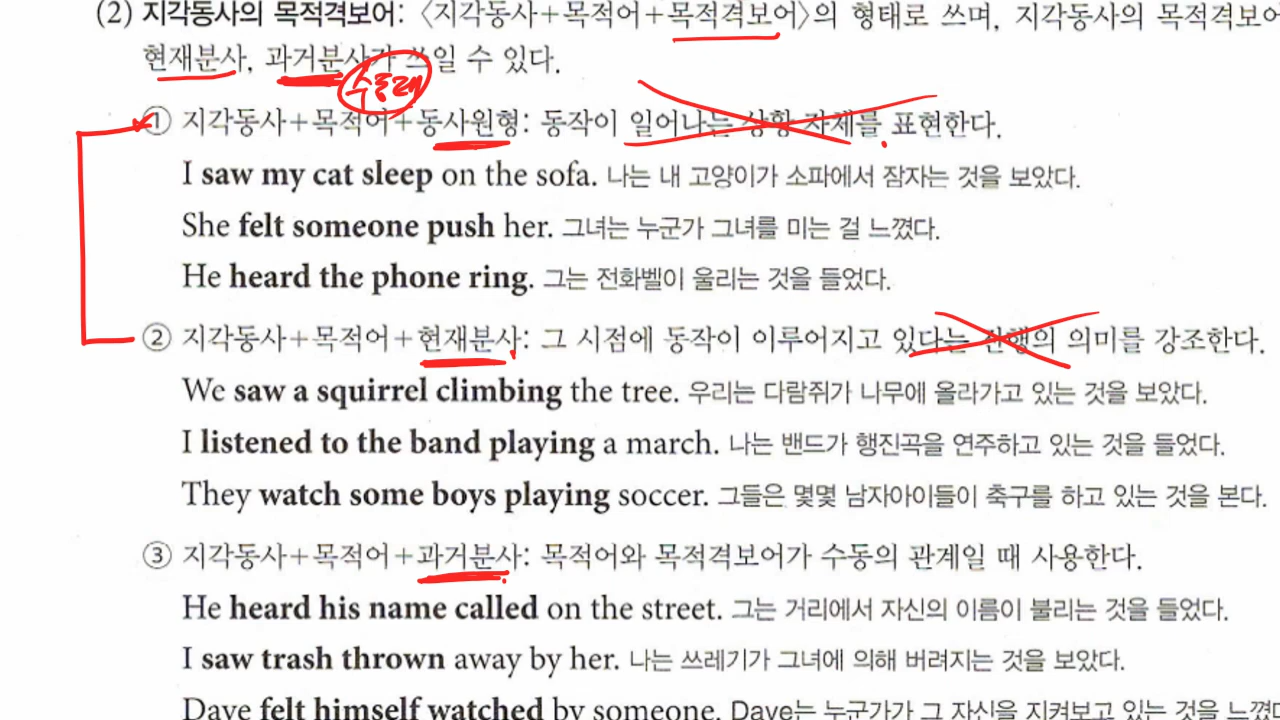 (2) 지각동사의 목적격보어: 〈지각동사+목적어+목적격보어〉의 형태로 쓰며, 지각동사의 목적격보어
현재분사, 과거분사가 쓰일 수 있다.
① 지각동사+목적어+동사원형: 동작이 일어나는 상황 자체를 표현한다.
I saw my cat sleep on the sofa. 나는 내 고양이가 소파에서 잠자는 것을 보았다.
She felt someone push her. 그녀는 누군가 그녀를 미는 걸 느꼈다.
He heard the phone ring. 그는 전화벨이 울리는 것을 들었다.
② 지각동사+목적어+현재분사: 그 시점에 동작이 이루어지고 있다는 진행의 의미를 강조한다.
We saw a squirrel climbing the tree. 우리는 다람쥐가 나무에 올라가고 있는 것을 보았다.
I listened to the band playing a march. 나는 밴드가 행진곡을 연주하고 있는 것을 들었다.
They watch some boys playing soccer. 그들은 몇몇 남자아이들이 축구를 하고 있는 것을 본다.
③ 지각동사+목적어+과거분사: 목적어와 목적격보어가 수동의 관계일 때 사용한다.
He heard his name called on the street. 그는 거리에서 자신의 이름이 불리는 것을 들었다.
I saw trash thrown away by her. 나는 쓰레기가 그녀에 의해 버려지는 것을 보았다.
Dave felt himself watched by someone. Dave는 누군가가 그 자신을 지켜보고 있는 것을 느꼈